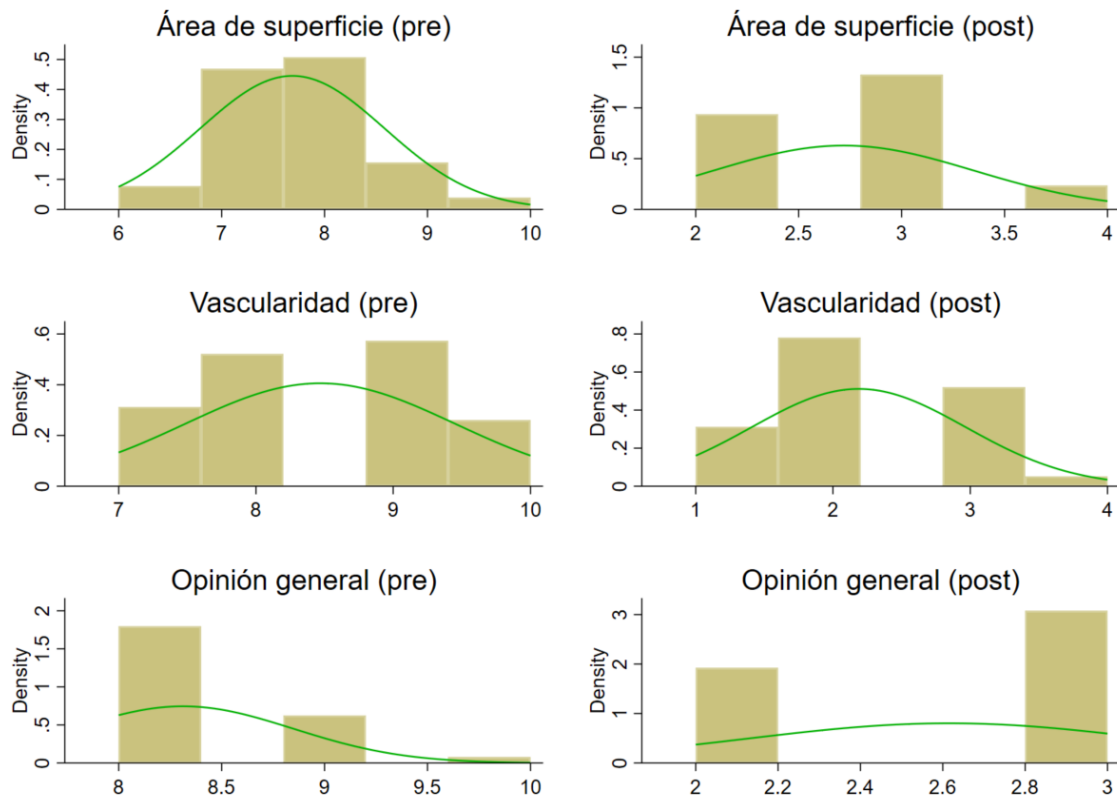 Área de superficie (pre)
Density
0 .1 .2 .3 .4 .5
6 7 8 9 10
Área de superficie (post)
Density
0 .5 1 1.5
2 2.5 3 3.5 4
Vascularidad (pre)
Density
0 .2 .4 .6
7 8 9 10
Vascularidad (post)
Density
0 .2 .4 .6 .8
1 2 3 4
Opinión general (pre)
Density
0 .5 1 1.5 2
8 8.5 9 9.5 10
Opinión general (post)
Density
0 1 2 3
2 2.2 2.4 2.6 2.8 3